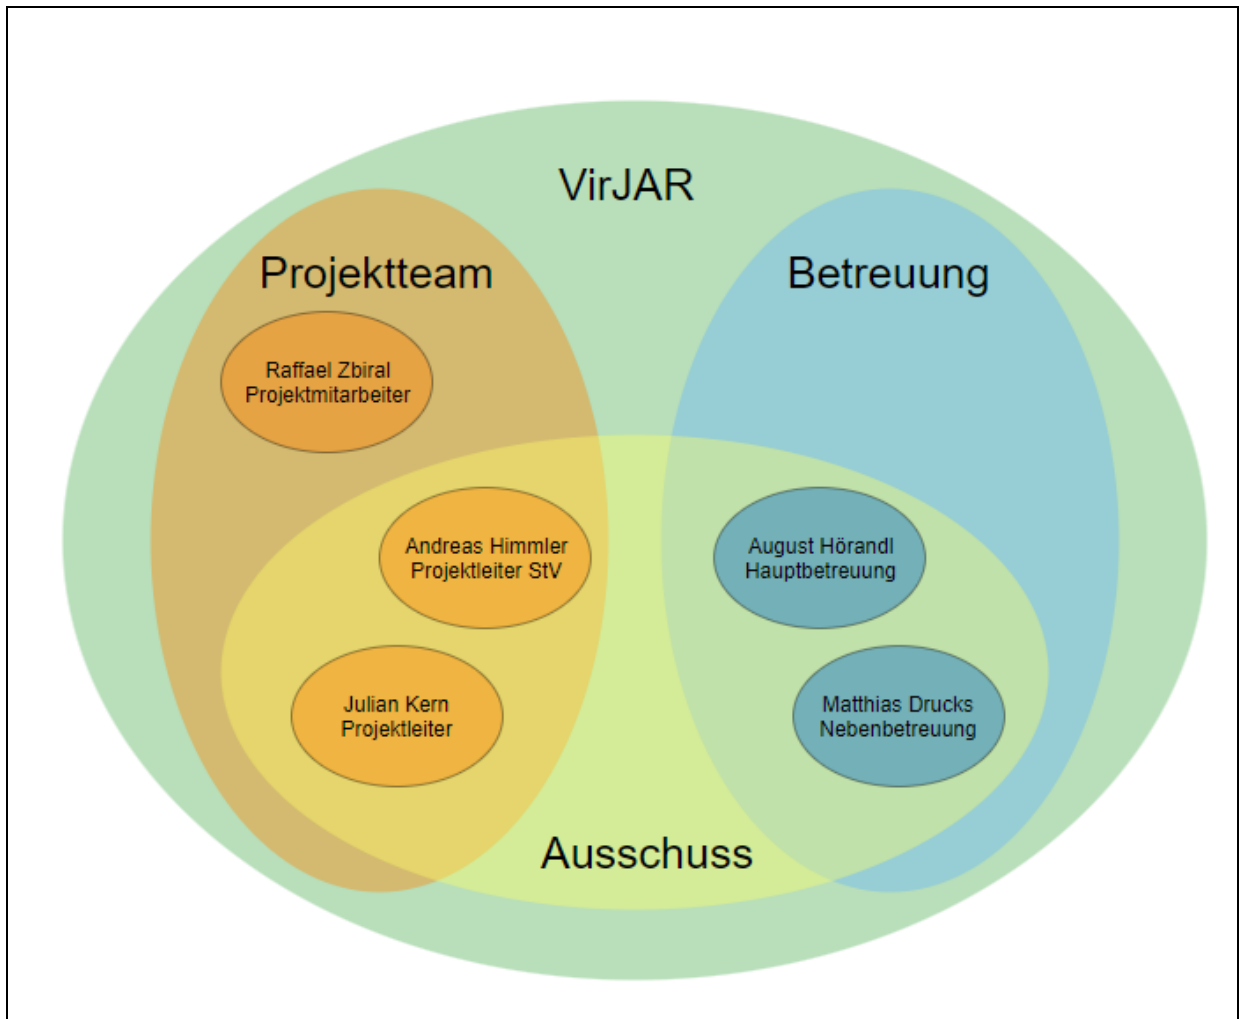 VirJAR
Projektteam
Betreuung
Raffael Zbiral
Projektmitarbeiter
Andreas Himmler
Projektleiter StV
August Hörandl
Hauptbetreuung
Julian Kern
Projektleiter
Matthias Drucks
Nebenbetreuung
Ausschuss